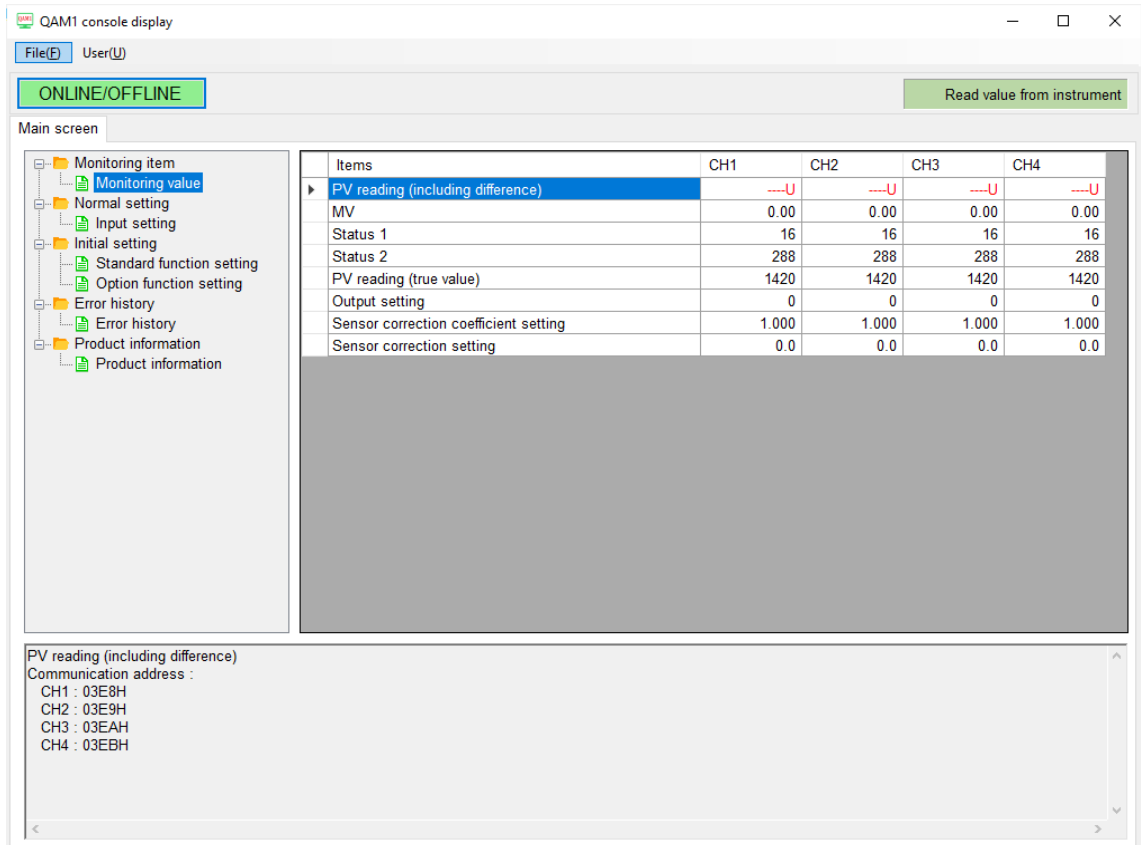 QAM1 console display
File(F) User(U)
ONLINE/OFFLINE
Read value from instrument
Main screen
Monitoring item
Monitoring value
Normal setting
Input setting
Initial setting
Standard function setting
Option function setting
Error history
Error history
Product information
Product information
Items CH1 CH2 CH3 CH4
PV reading (including difference) ----U ----U ----U ----U
MV 0.00 0.00 0.00 0.00
Status 1 16 16 16 16
Status 2 288 288 288 288
PV reading (true value) 1420 1420 1420 1420
Output setting 0 0 0 0
Sensor correction coefficient setting 1.000 1.000 1.000 1.000
Sensor correction setting 0.0 0.0 0.0 0.0
PV reading (including difference)
Communication address :
CH1 : 03E8H
CH2 : 03E9H
CH3 : 03EAH
CH4 : 03EBH